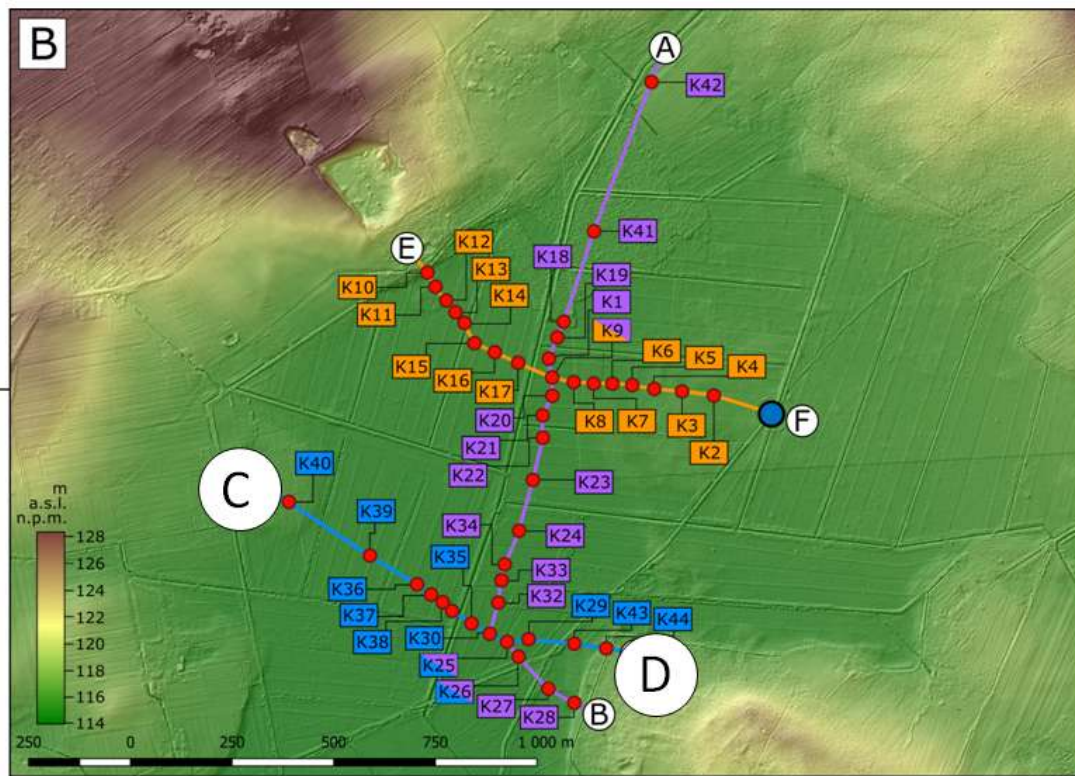 B
A
K42
K41
K18
K12
E
K19
K13
K10
K1
K14
K11
K9
K6
K5
K4
K15
K16
K17
K20
K8
K7
K3
F
K21
K2
K22
K40
K23
C
m
a.s.l.
n.p.m.
K39
K34
K24
128
K35
126
K33
124
K36
K32
K29
K43
122
K37
K44
K38
K30
120
K25
118
D
K26
116
K27
K28
B
114
250 0 250 500 750 1 000 m